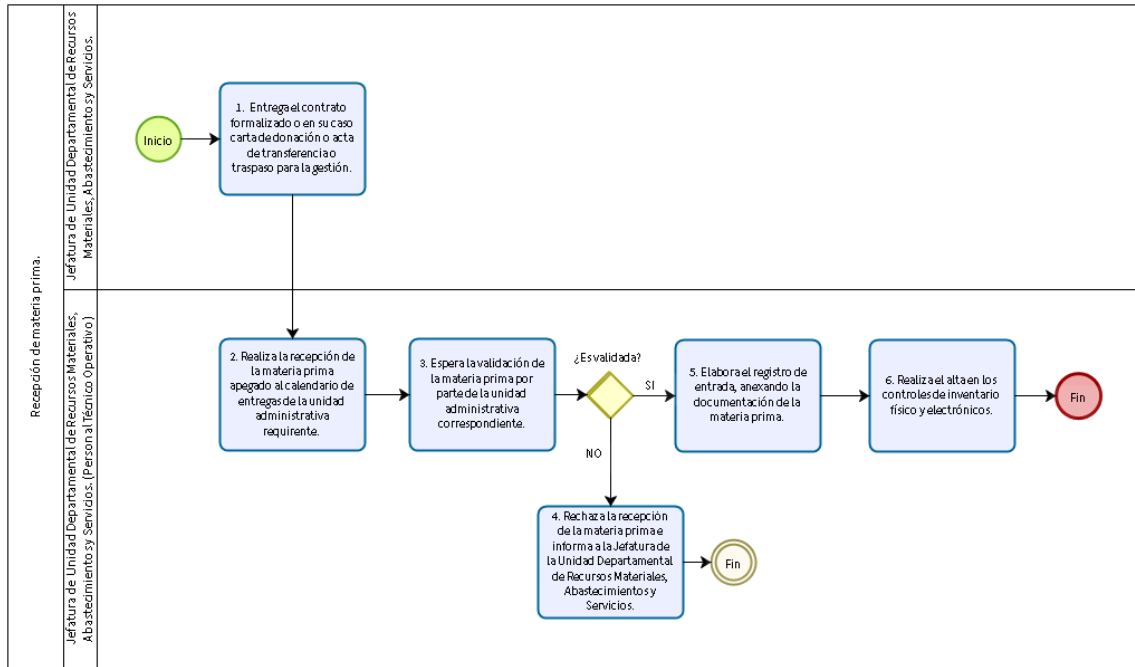 Recepción de materia prima.
Jefatura de Unidad Departamental de Recursos
Materiales, Abastecimiento y Servicios.
Inicio
1. Entrega el contrato
formalizado o en su caso
carta de donación o acta
de transferencia o
traspaso para la gestión.
Jefatura de Unidad Departamental de Recursos Materiales,
Abastecimiento y Servicios. (Personal Técnico Operativo)
2. Realiza la recepción de
la materia prima
apegado al calendario de
entregas de la unidad
administrativa
requirente.
3. Espera la validación de
la materia prima por
parte de la unidad
administrativa
correspondiente.
¿Es validada?
SI
NO
5. Elabora el registro de
entrada, anexando la
documentación de la
materia prima.
6. Realiza el alta en los
controles de inventario
físico y electrónicos.
Fin
4. Rechaza la recepción
de la materia prima e
informa a la Jefatura de
la Unidad Departamental
de Recursos Materiales,
Abastecimientos y
Servicios.
Fin